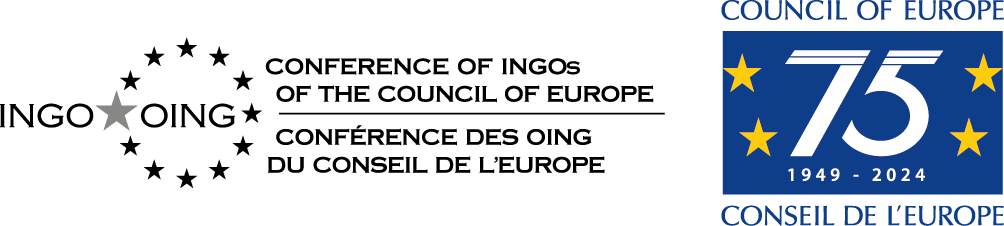 INGO OING
CONFERENCE OF INGOs
OF THE COUNCIL OF EUROPE
CONFÉRENCE DES OING
DU CONSEIL DE L'EUROPE
COUNCIL OF EUROPE
75
1949 - 2024
CONSEIL DE L'EUROPE